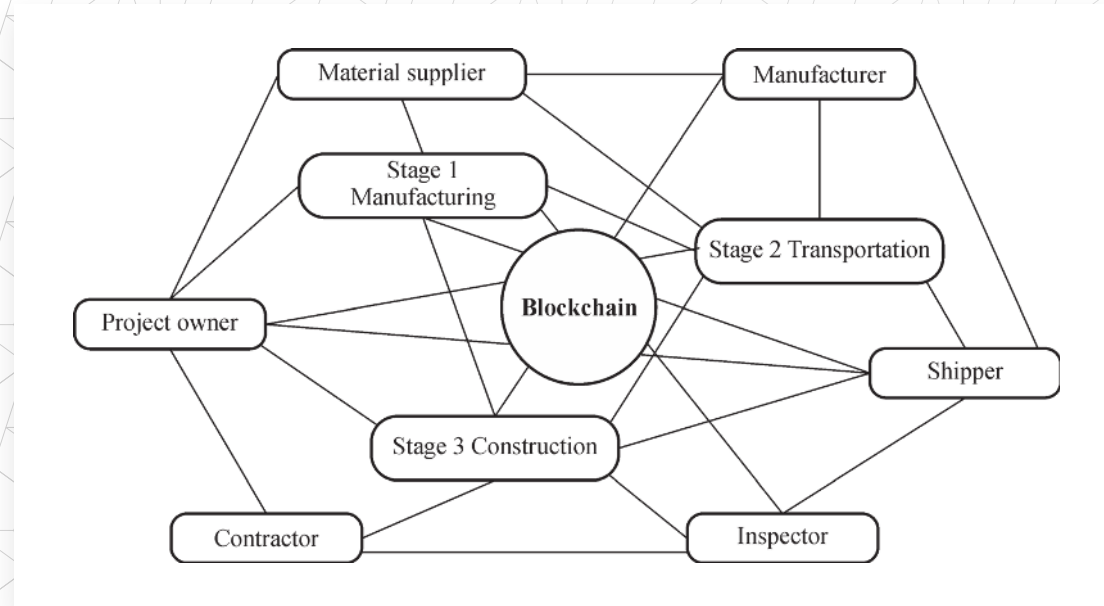 Material supplier
Manufacturer
Stage 1
Manufacturing
Stage 2 Transportation
Blockchain
Project owner
Shipper
Stage 3 Construction
Contractor
Inspector